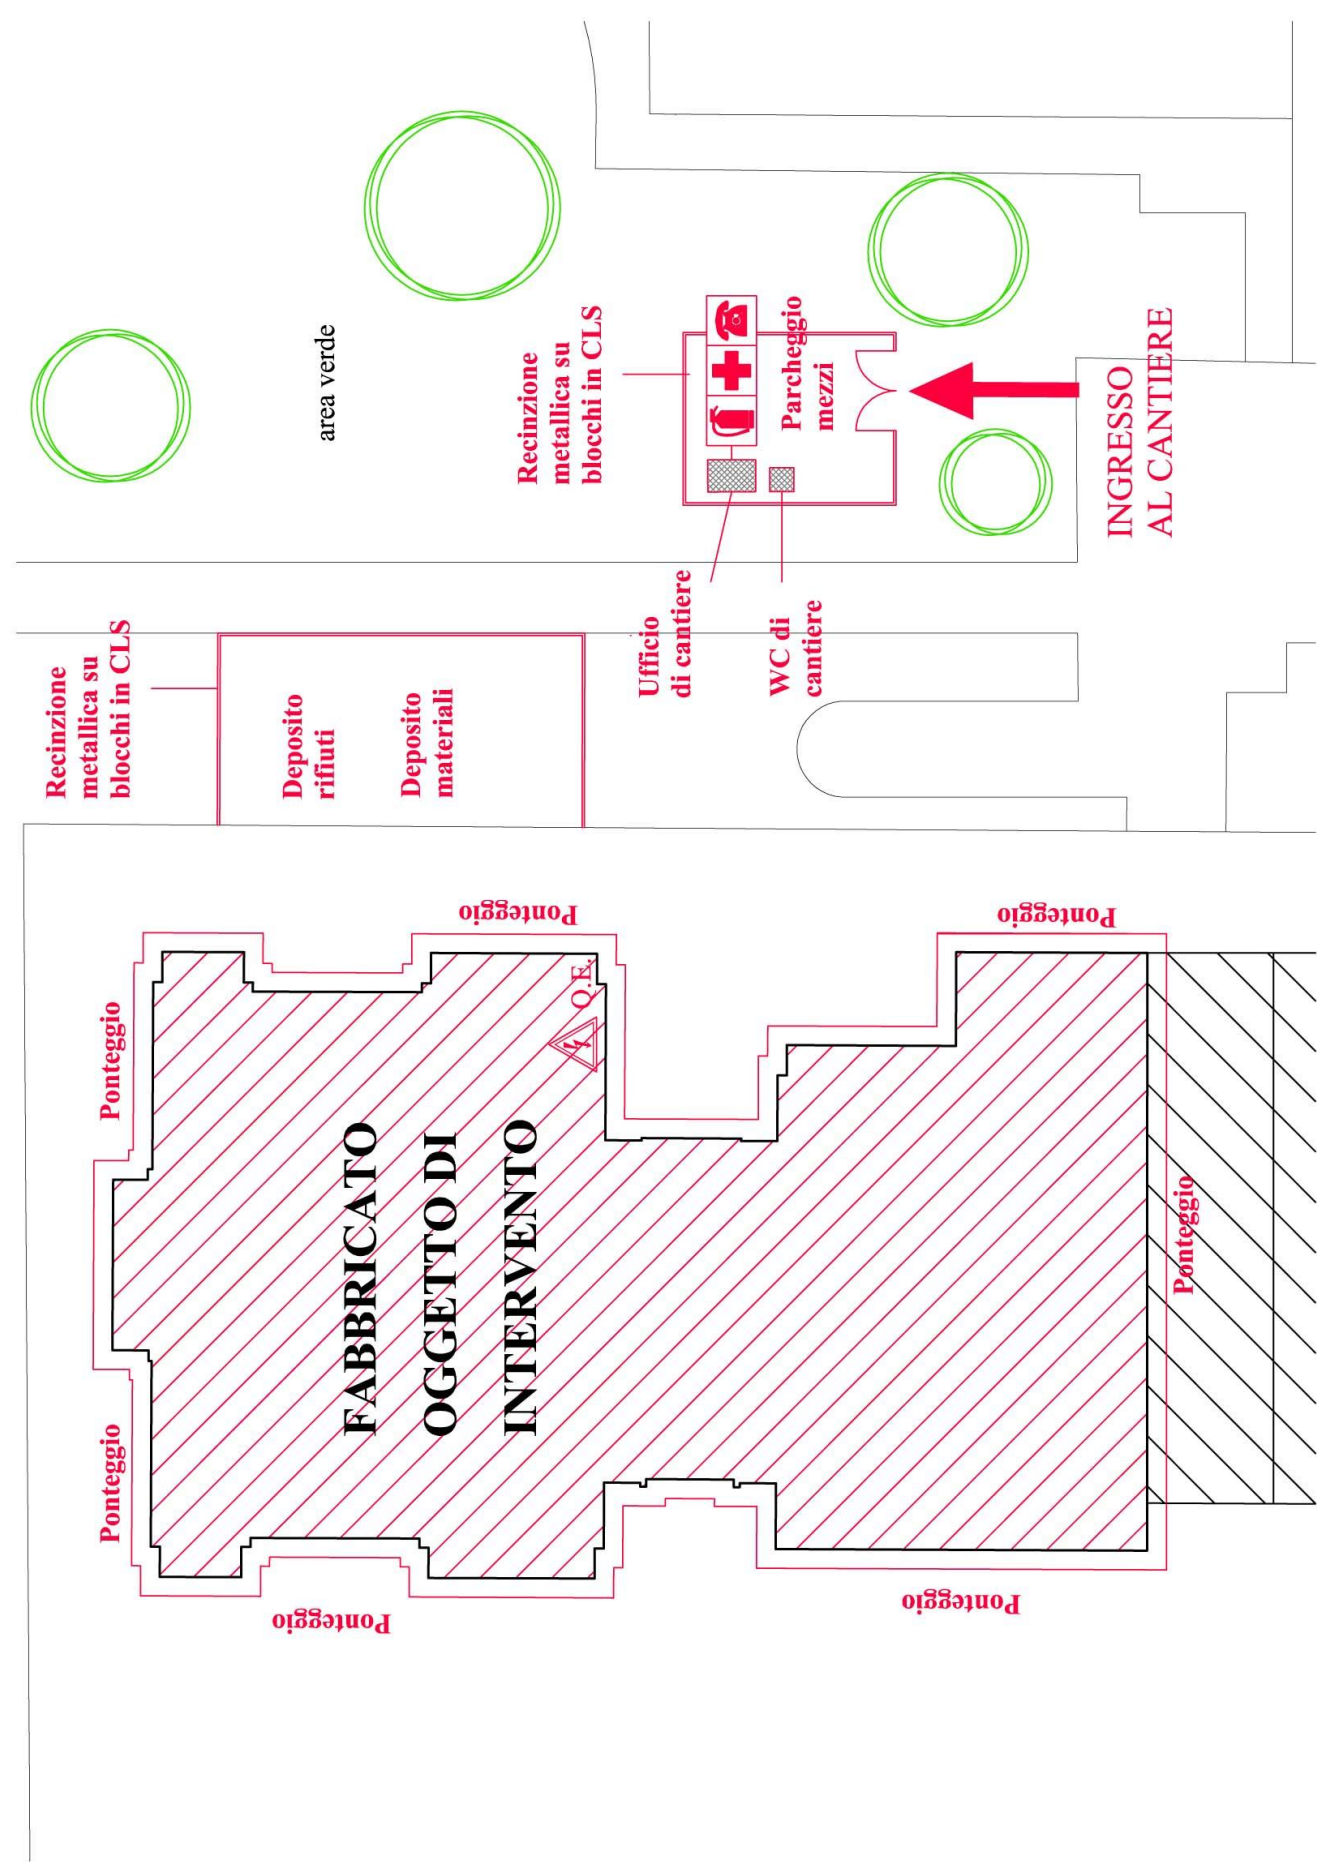 area verde
Recinzione
metallica su
blocchi in CLS
Parcheggio
mezzi
INGRESSO
AL CANTIERE
Ufficio
di cantiere
WC di
cantiere
Recinzione
metallica su
blocchi in CLS
Deposito
rifiuti
Deposito
materiali
Ponteggio
Ponteggio
Ponteggio
Q.E.
FABBRICATO
OGGETTO DI
INTERVENTO
Ponteggio
Ponteggio
Ponteggio
Ponteggio